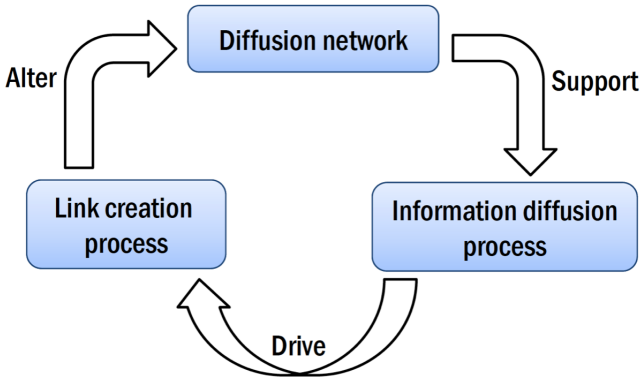 Diffusion network
Alter
Support
Link creation
process
Information diffusion
process
Drive